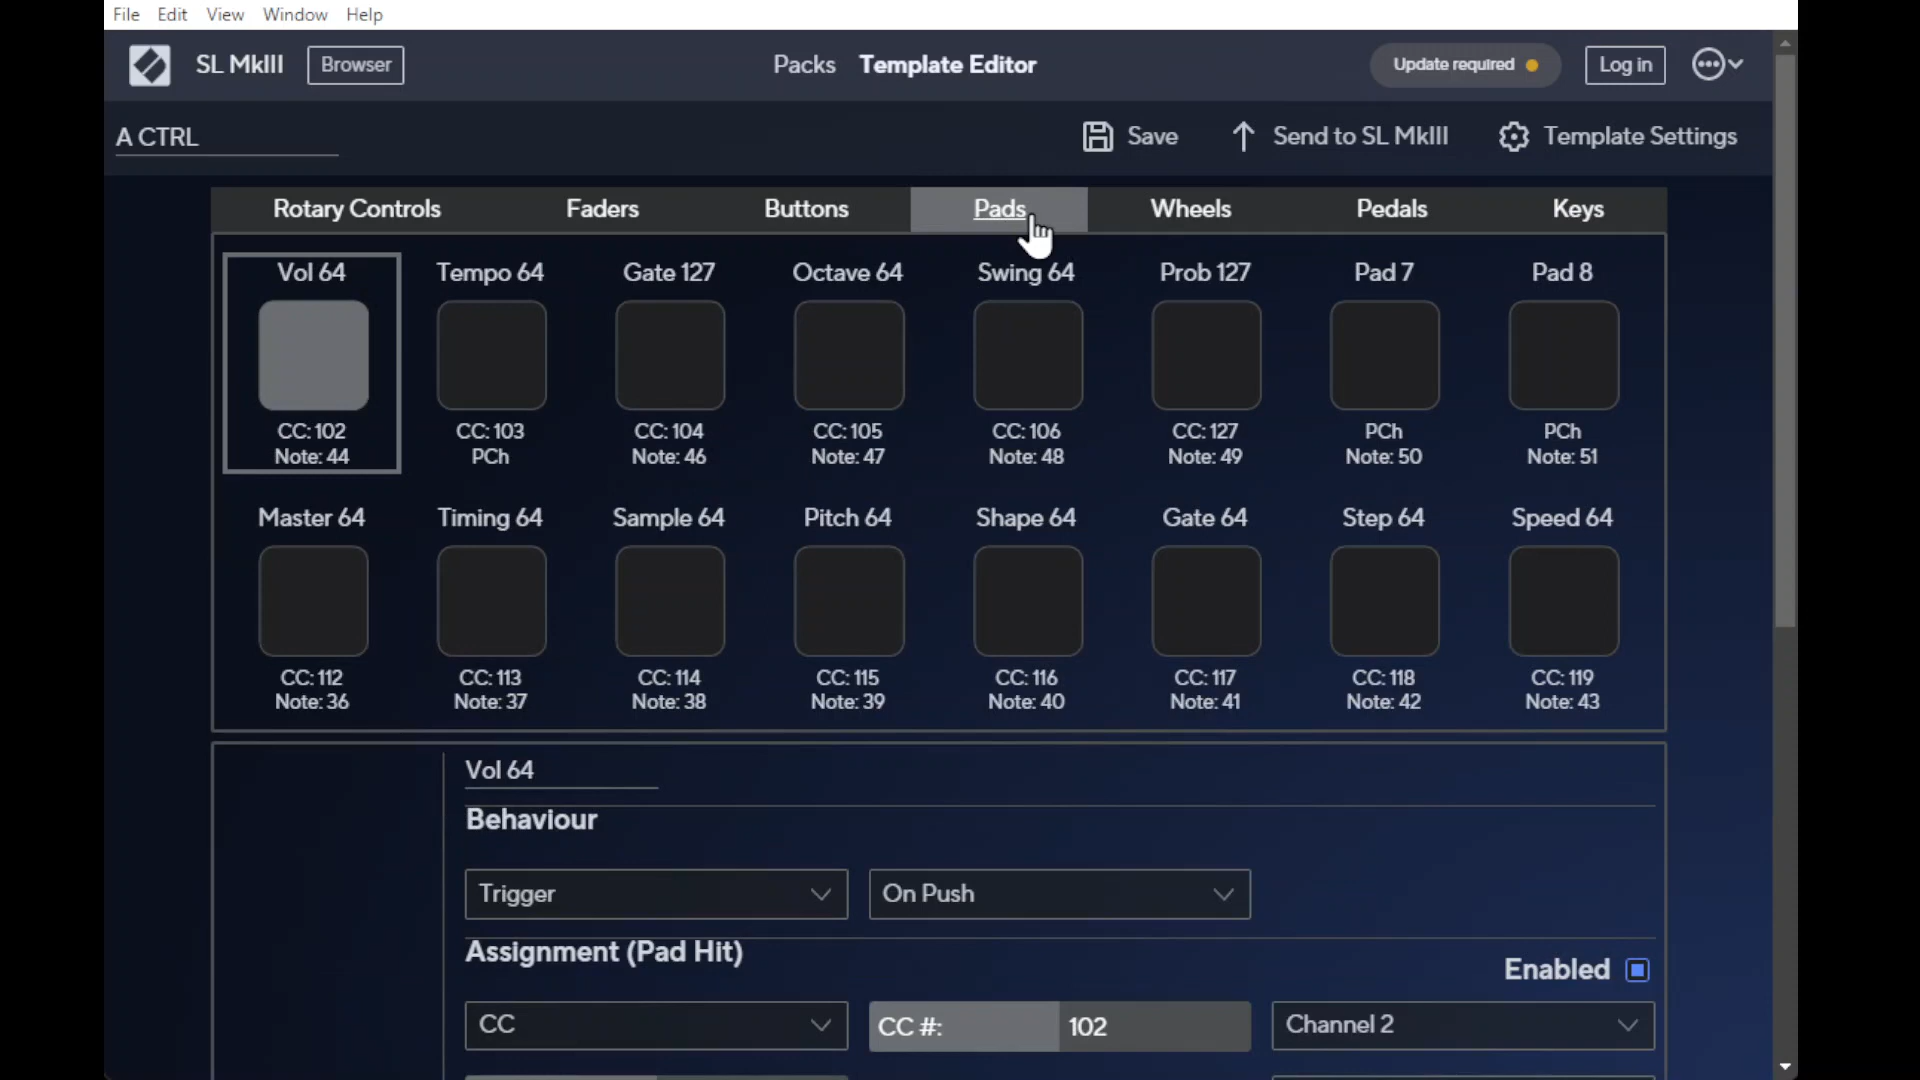 File Edit View Window Help
SL MkIII Browser Packs Template Editor Update required Log in
A CTRL Save Send to SL MkIII Template Settings
Rotary Controls Faders Buttons Pads Wheels Pedals Keys
Vol 64 Tempo 64 Gate 127 Octave 64 Swing 64 Prob 127 Pad 7 Pad 8
CC: 102 CC: 103 CC: 104 CC: 105 CC: 106 CC: 127 PCh PCh
Note: 44 PCh Note: 46 Note: 47 Note: 48 Note: 49 Note: 50 Note: 51
Master 64 Timing 64 Sample 64 Pitch 64 Shape 64 Gate 64 Step 64 Speed 64
CC: 112 CC: 113 CC: 114 CC: 115 CC: 116 CC: 117 CC: 118 CC: 119
Note: 36 Note: 37 Note: 38 Note: 39 Note: 40 Note: 41 Note: 42 Note: 43
Vol 64
Behaviour
Trigger On Push
Assignment (Pad Hit)
Enabled
CC CC #: 102 Channel 2